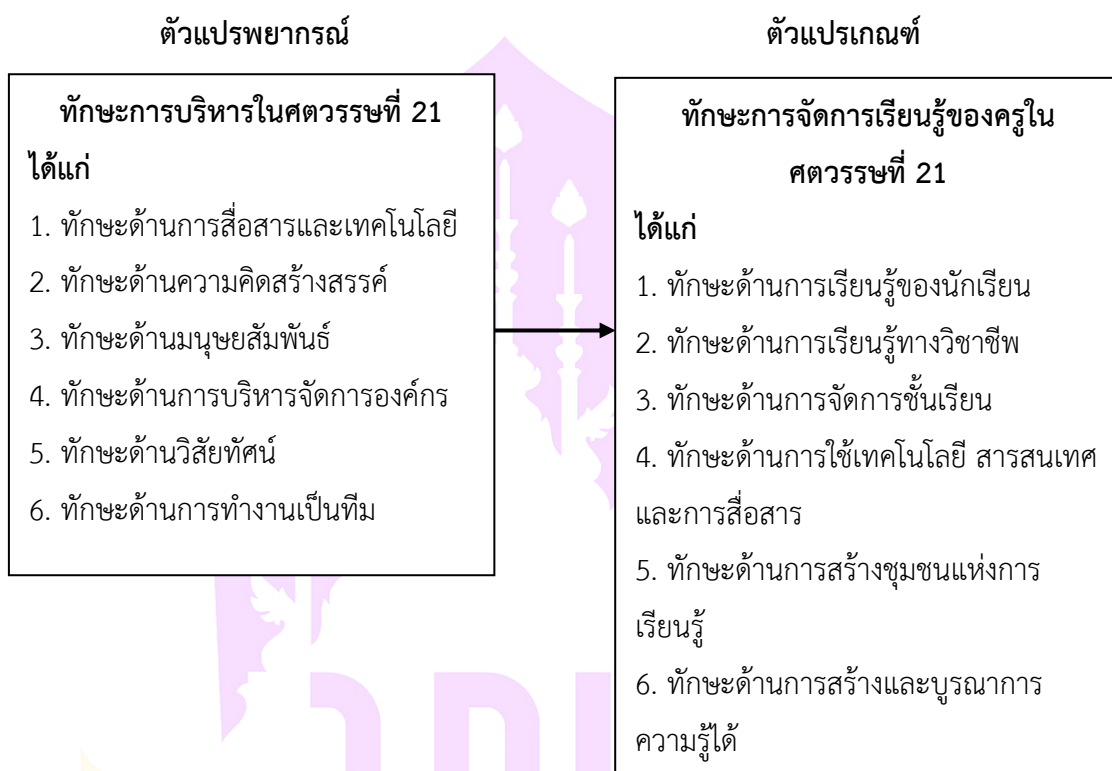 ตัวแปรพยากรณ์
ทักษะการบริหารในศตวรรษที่ 21
ได้แก่
1. ทักษะด้านการสื่อสารและเทคโนโลยี
2. ทักษะด้านความคิดสร้างสรรค์
3. ทักษะด้านมนุษยสัมพันธ์
4. ทักษะด้านการบริหารจัดการองค์กร
5. ทักษะด้านวิสัยทัศน์
6. ทักษะด้านการทำงานเป็นทีม
ตัวแปรเกณฑ์
ทักษะการจัดการเรียนรู้ของครูใน
ศตวรรษที่ 21
ได้แก่
1. ทักษะด้านการเรียนรู้ของนักเรียน
2. ทักษะด้านการเรียนรู้ทางวิชาชีพ
3. ทักษะด้านการจัดการชั้นเรียน
4. ทักษะด้านการใช้เทคโนโลยี สารสนเทศ
และการสื่อสาร
5. ทักษะด้านการสร้างชุมชนแห่งการ
เรียนรู้
6. ทักษะด้านการสร้างและบูรณาการ
ความรู้ได้